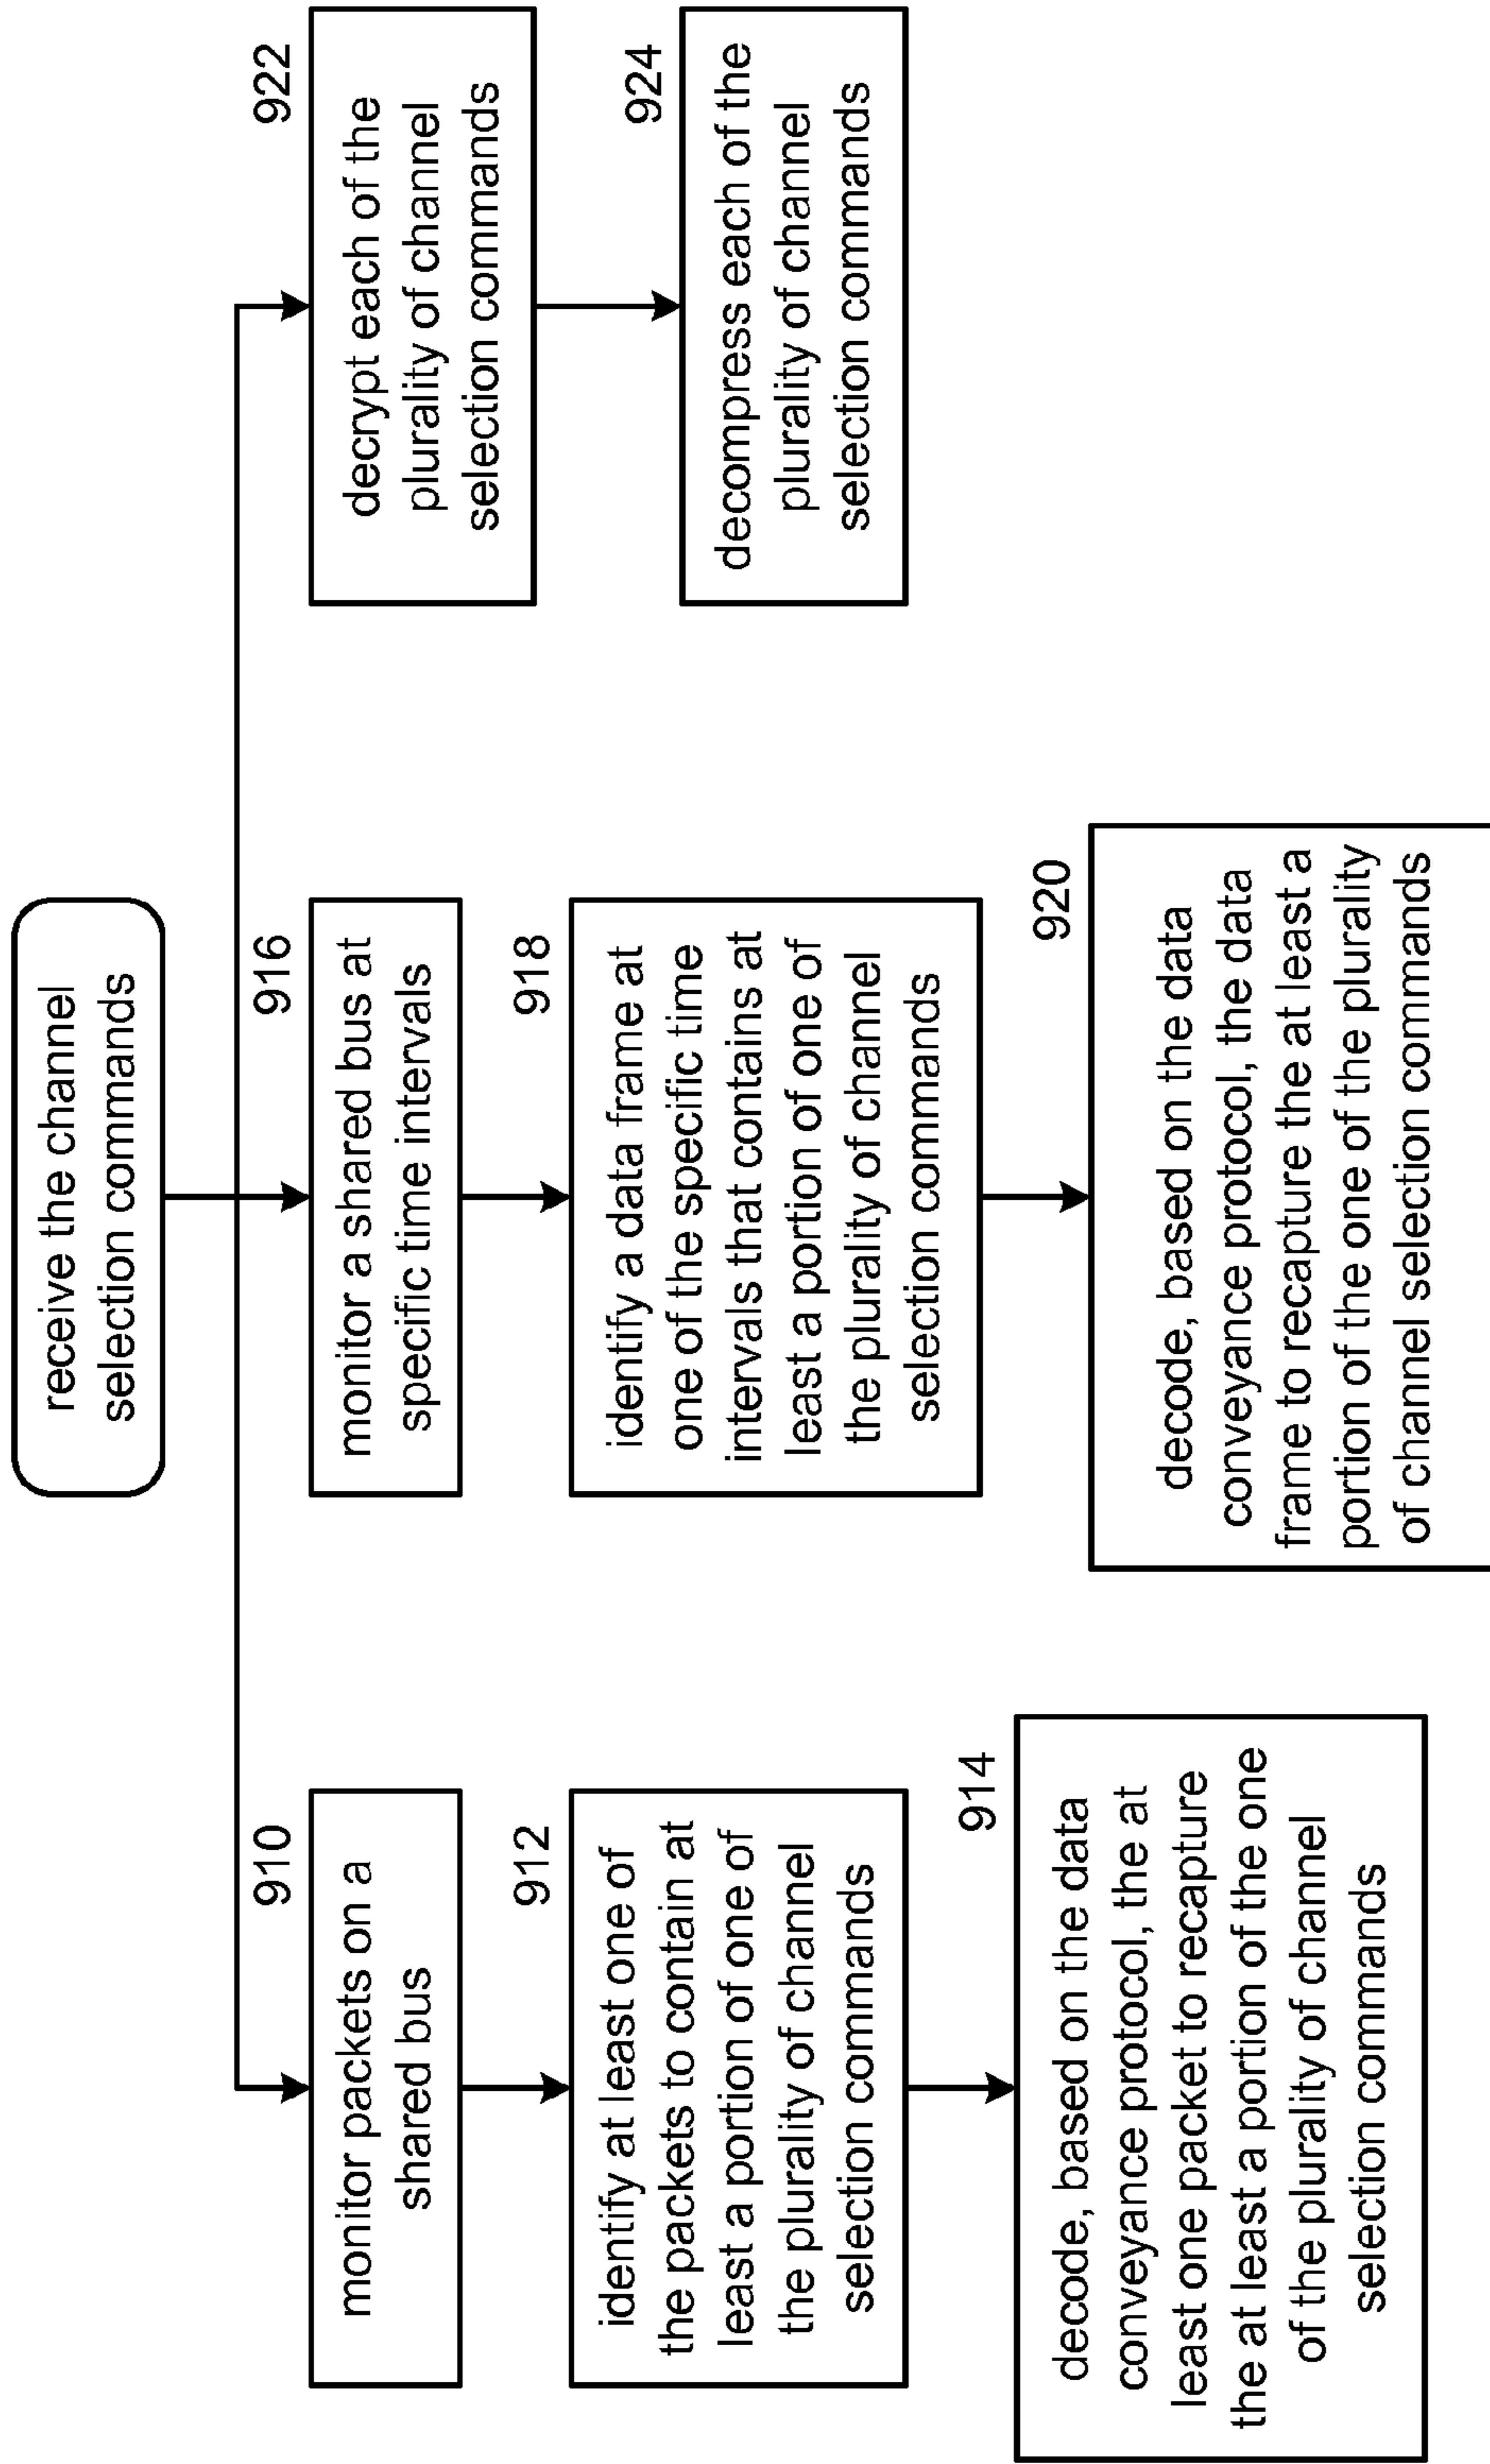 receive the channel
selection commands
910
monitor packets on a
shared bus
912
identify at least one of
the packets to contain at
least a portion of one of
the plurality of channel
selection commands
914
decode, based on the data
conveyance protocol, the at
least one packet to recapture
the at least a portion of the one
of the plurality of channel
selection commands
916
monitor a shared bus at
specific time intervals
918
identify a data frame at
one of the specific time
intervals that contains at
least a portion of one of
the plurality of channel
selection commands
920
decode, based on the data
conveyance protocol, the data
frame to recapture the at least a
portion of the one of the plurality
of channel selection commands
922
decrypt each of the
plurality of channel
selection commands
924
decompress each of the
plurality of channel
selection commands